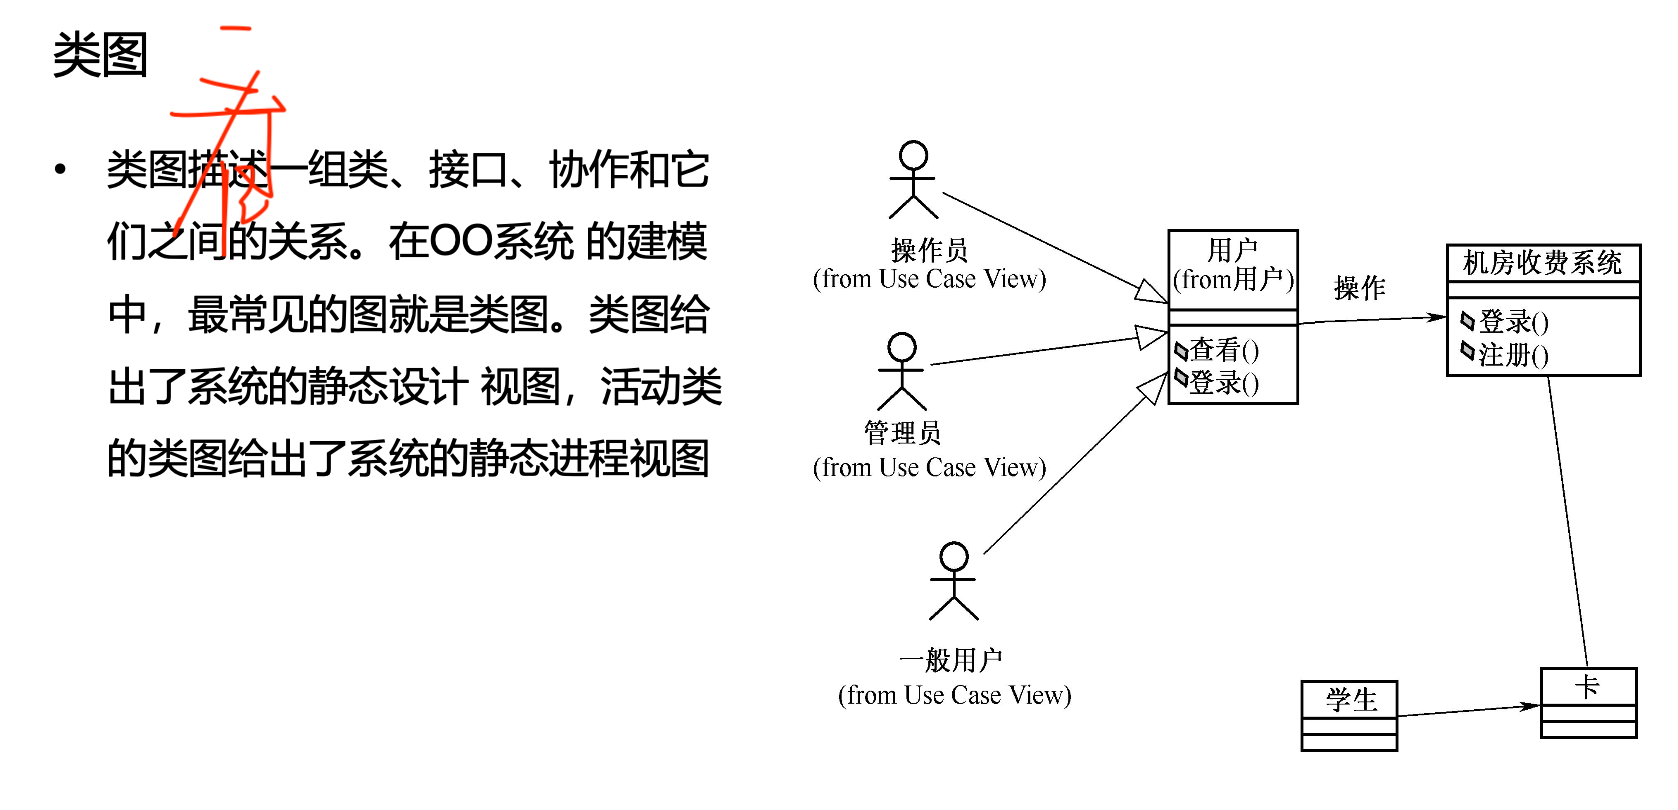 类图
• 类图描述一组类、接口、协作和它
们之间的关系。在OO系统 的建模
中，最常见的图就是类图。类图给
出了系统的静态设计 视图，活动类
的类图给出了系统的静态进程视图
操作员
(from Use Case View)
管理员
(from Use Case View)
一般用户
(from Use Case View)
用户
(from用户)
查看()
登录()
操作
机房收费系统
登录()
注册()
学生
卡